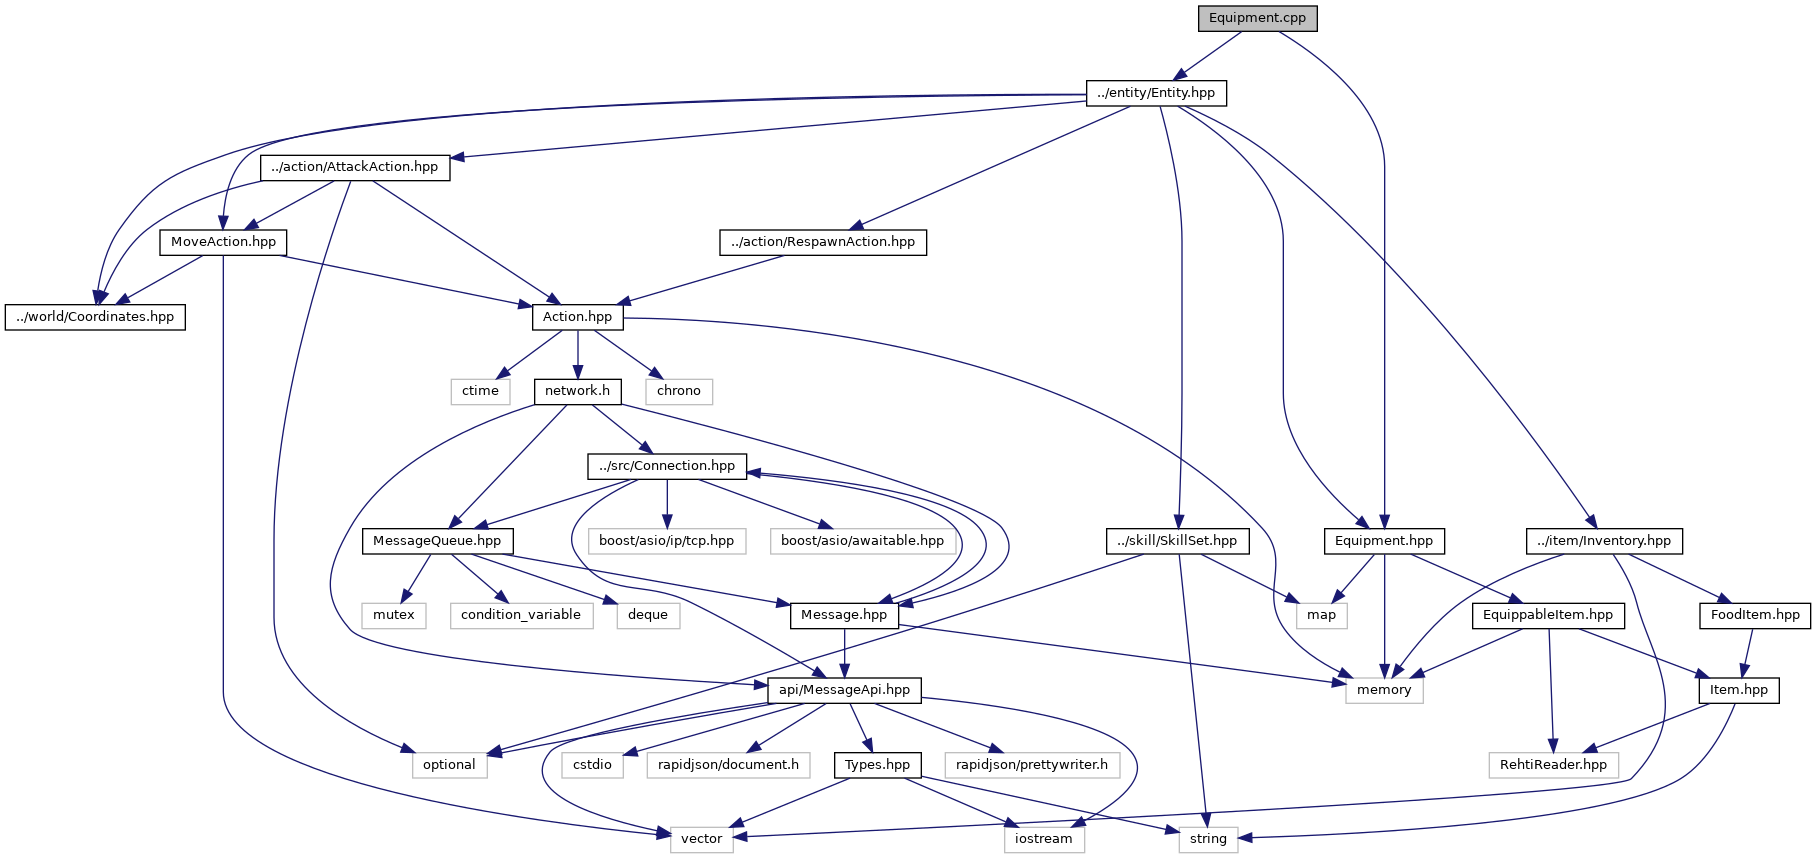 Equipment.cpp
../entity/Entity.hpp
../action/AttackAction.hpp
MoveAction.hpp
../action/RespawnAction.hpp
../world/Coordinates.hpp
Action.hpp
ctime
network.h
chrono
../src/Connection.hpp
MessageQueue.hpp
boost/asio/ip/tcp.hpp
boost/asio/awaitable.hpp
../skill/SkillSet.hpp
Equipment.hpp
../item/Inventory.hpp
mutex
condition_variable
deque
Message.hpp
map
EquippableItem.hpp
FoodItem.hpp
api/MessageApi.hpp
memory
Item.hpp
optional
cstdio
rapidjson/document.h
Types.hpp
rapidjson/prettywriter.h
RehtiReader.hpp
vector
iostream
string